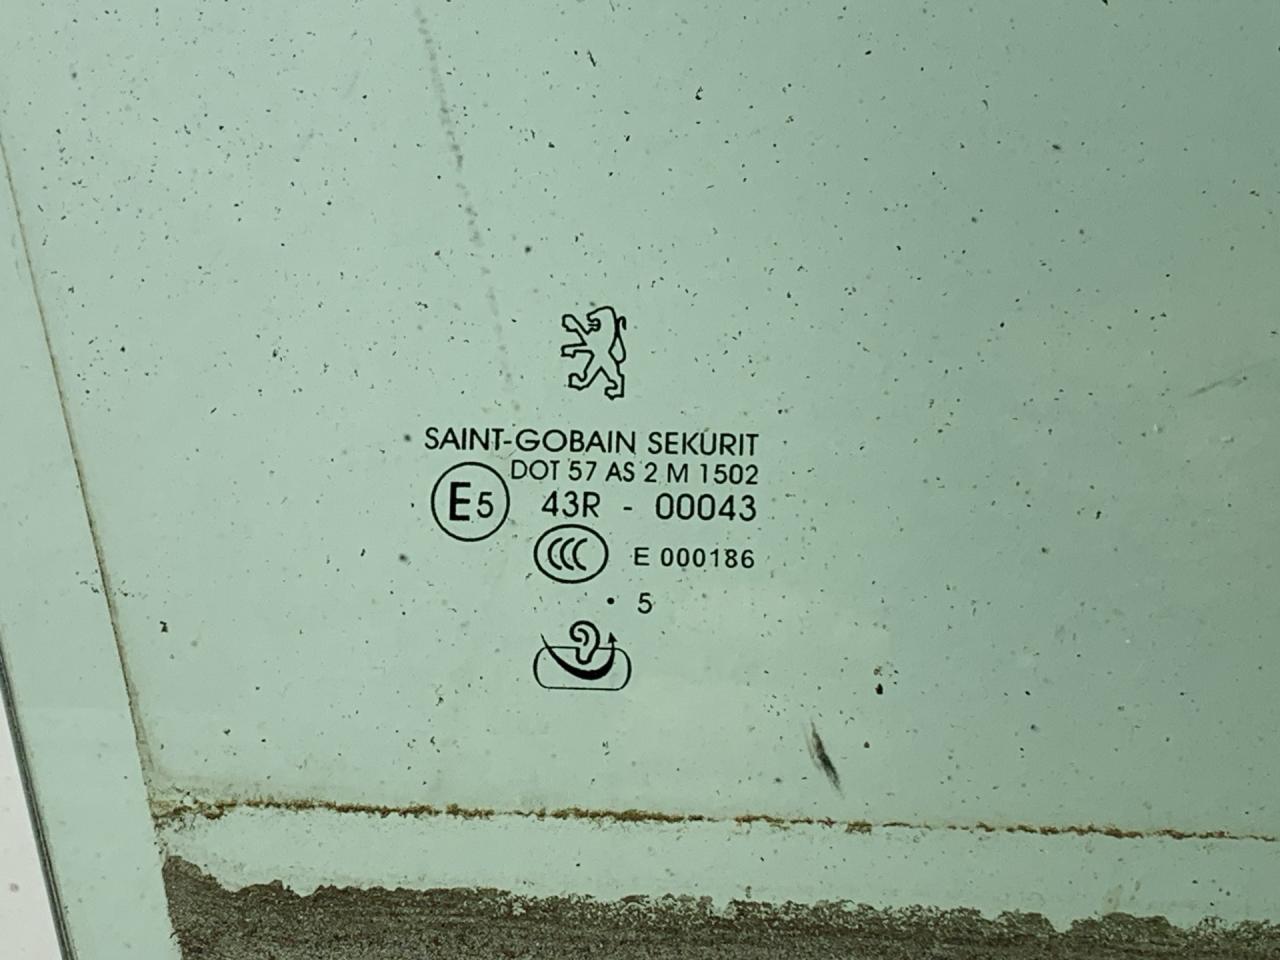 SAINT-GOBAIN SEKURIT
DOT 57 AS 2 M 1502
E5 43R - 00043
CCC E 000186
· 5